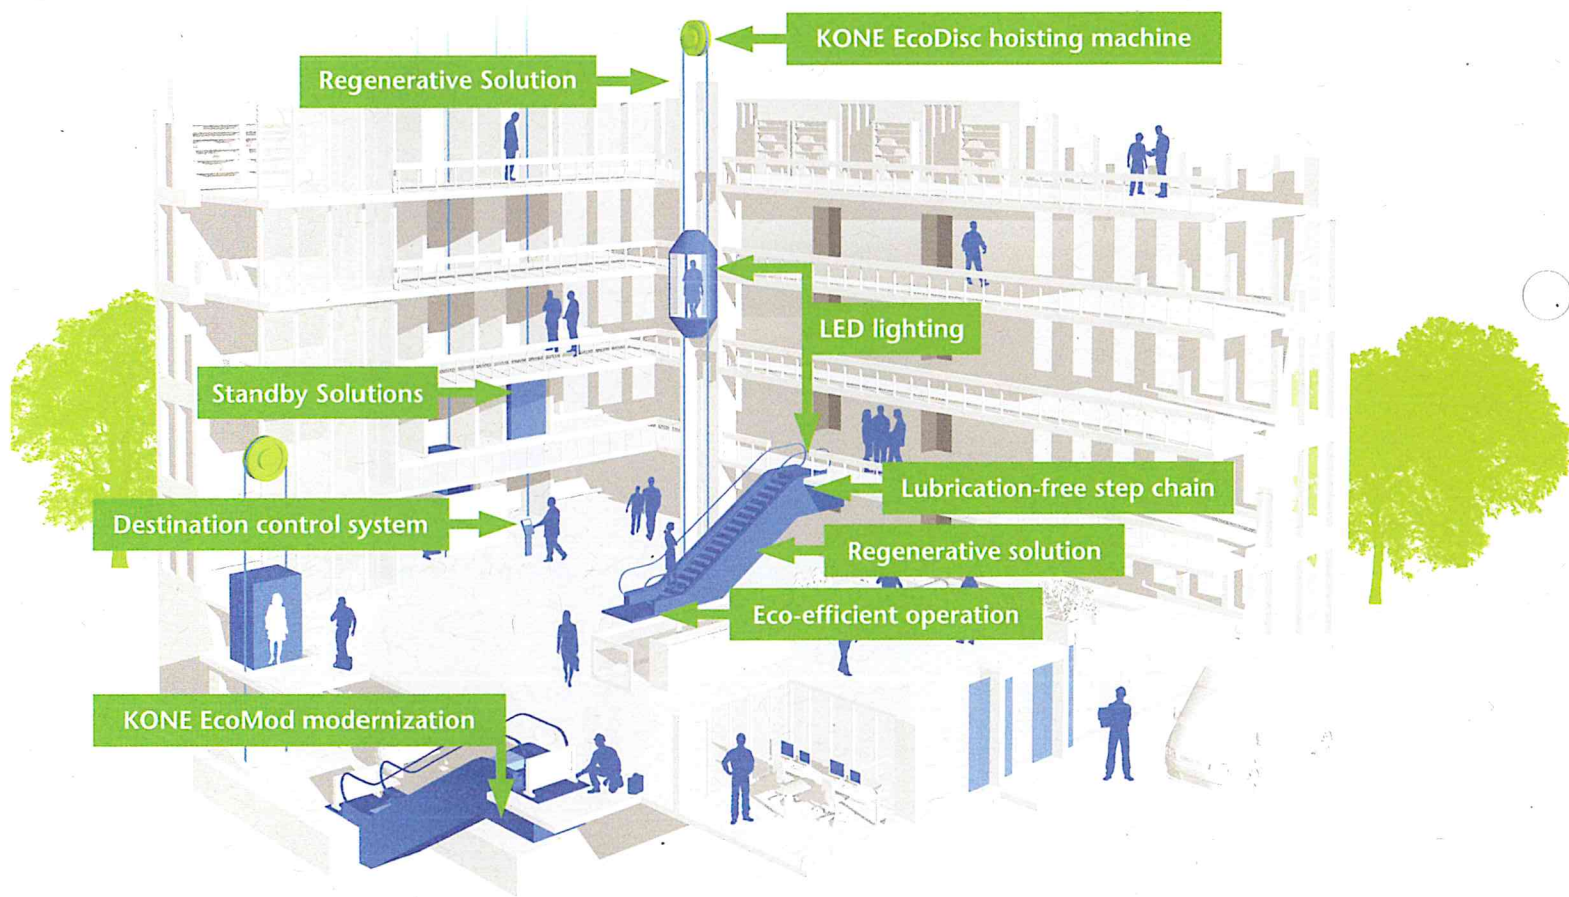 KONE EcoDisc hoisting machine
Regenerative Solution
LED lighting
Standby Solutions
Lubrication-free step chain
Destination control system
Regenerative solution
Eco-efficient operation
KONE EcoMod modernization